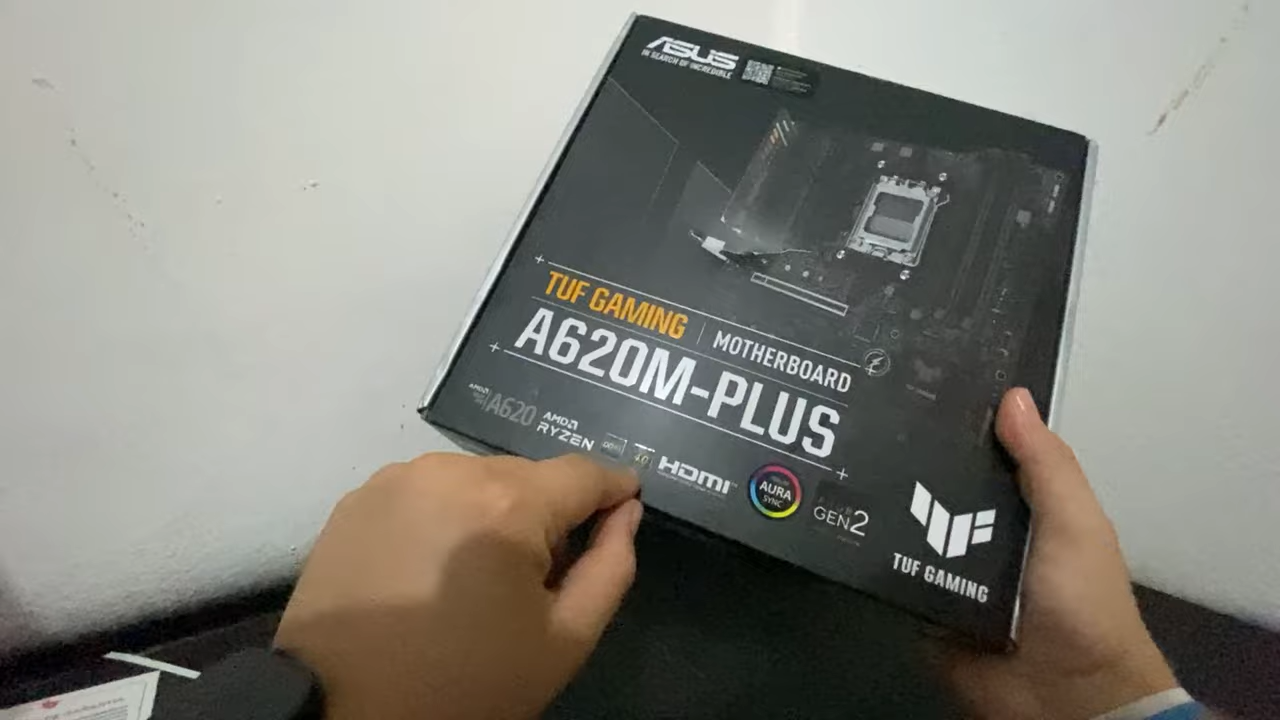 ASUS
IN SEARCH OF INCREDIBLE
TUF GAMING
MOTHERBOARD
A620M-PLUS
AMD
A620
AMD
RYZEN
HDMI
AURA
SYNC
GEN2
TUF GAMING